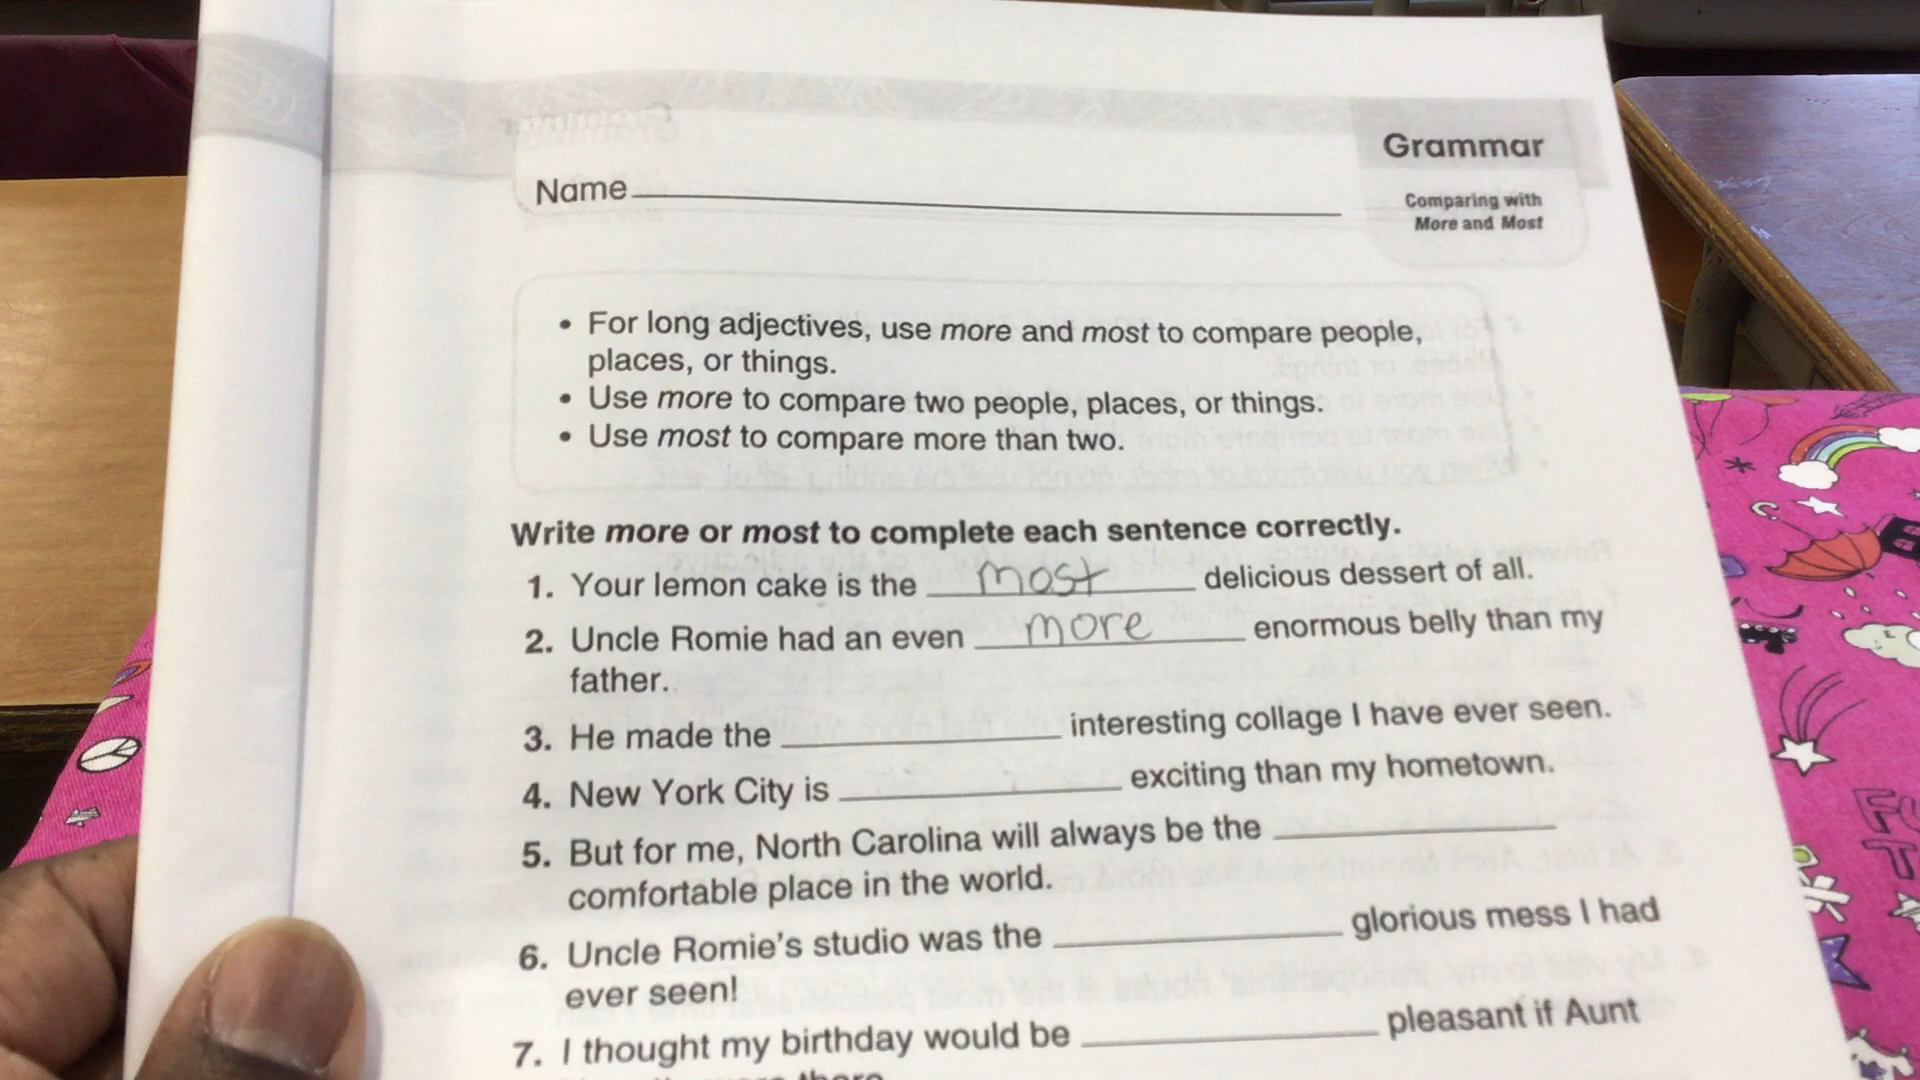 Grammar
Name
Comparing with
More and Most
• For long adjectives, use more and most to compare people,
places, or things.
• Use more to compare two people, places, or things.
• Use most to compare more than two.
Write more or most to complete each sentence correctly.
1. Your lemon cake is the most delicious dessert of all.
2. Uncle Romie had an even more enormous belly than my
father.
3. He made the interesting collage I have ever seen.
4. New York City is exciting than my hometown.
5. But for me, North Carolina will always be the
comfortable place in the world.
6. Uncle Romie's studio was the glorious mess I had
ever seen!
7. I thought my birthday would be pleasant if Aunt